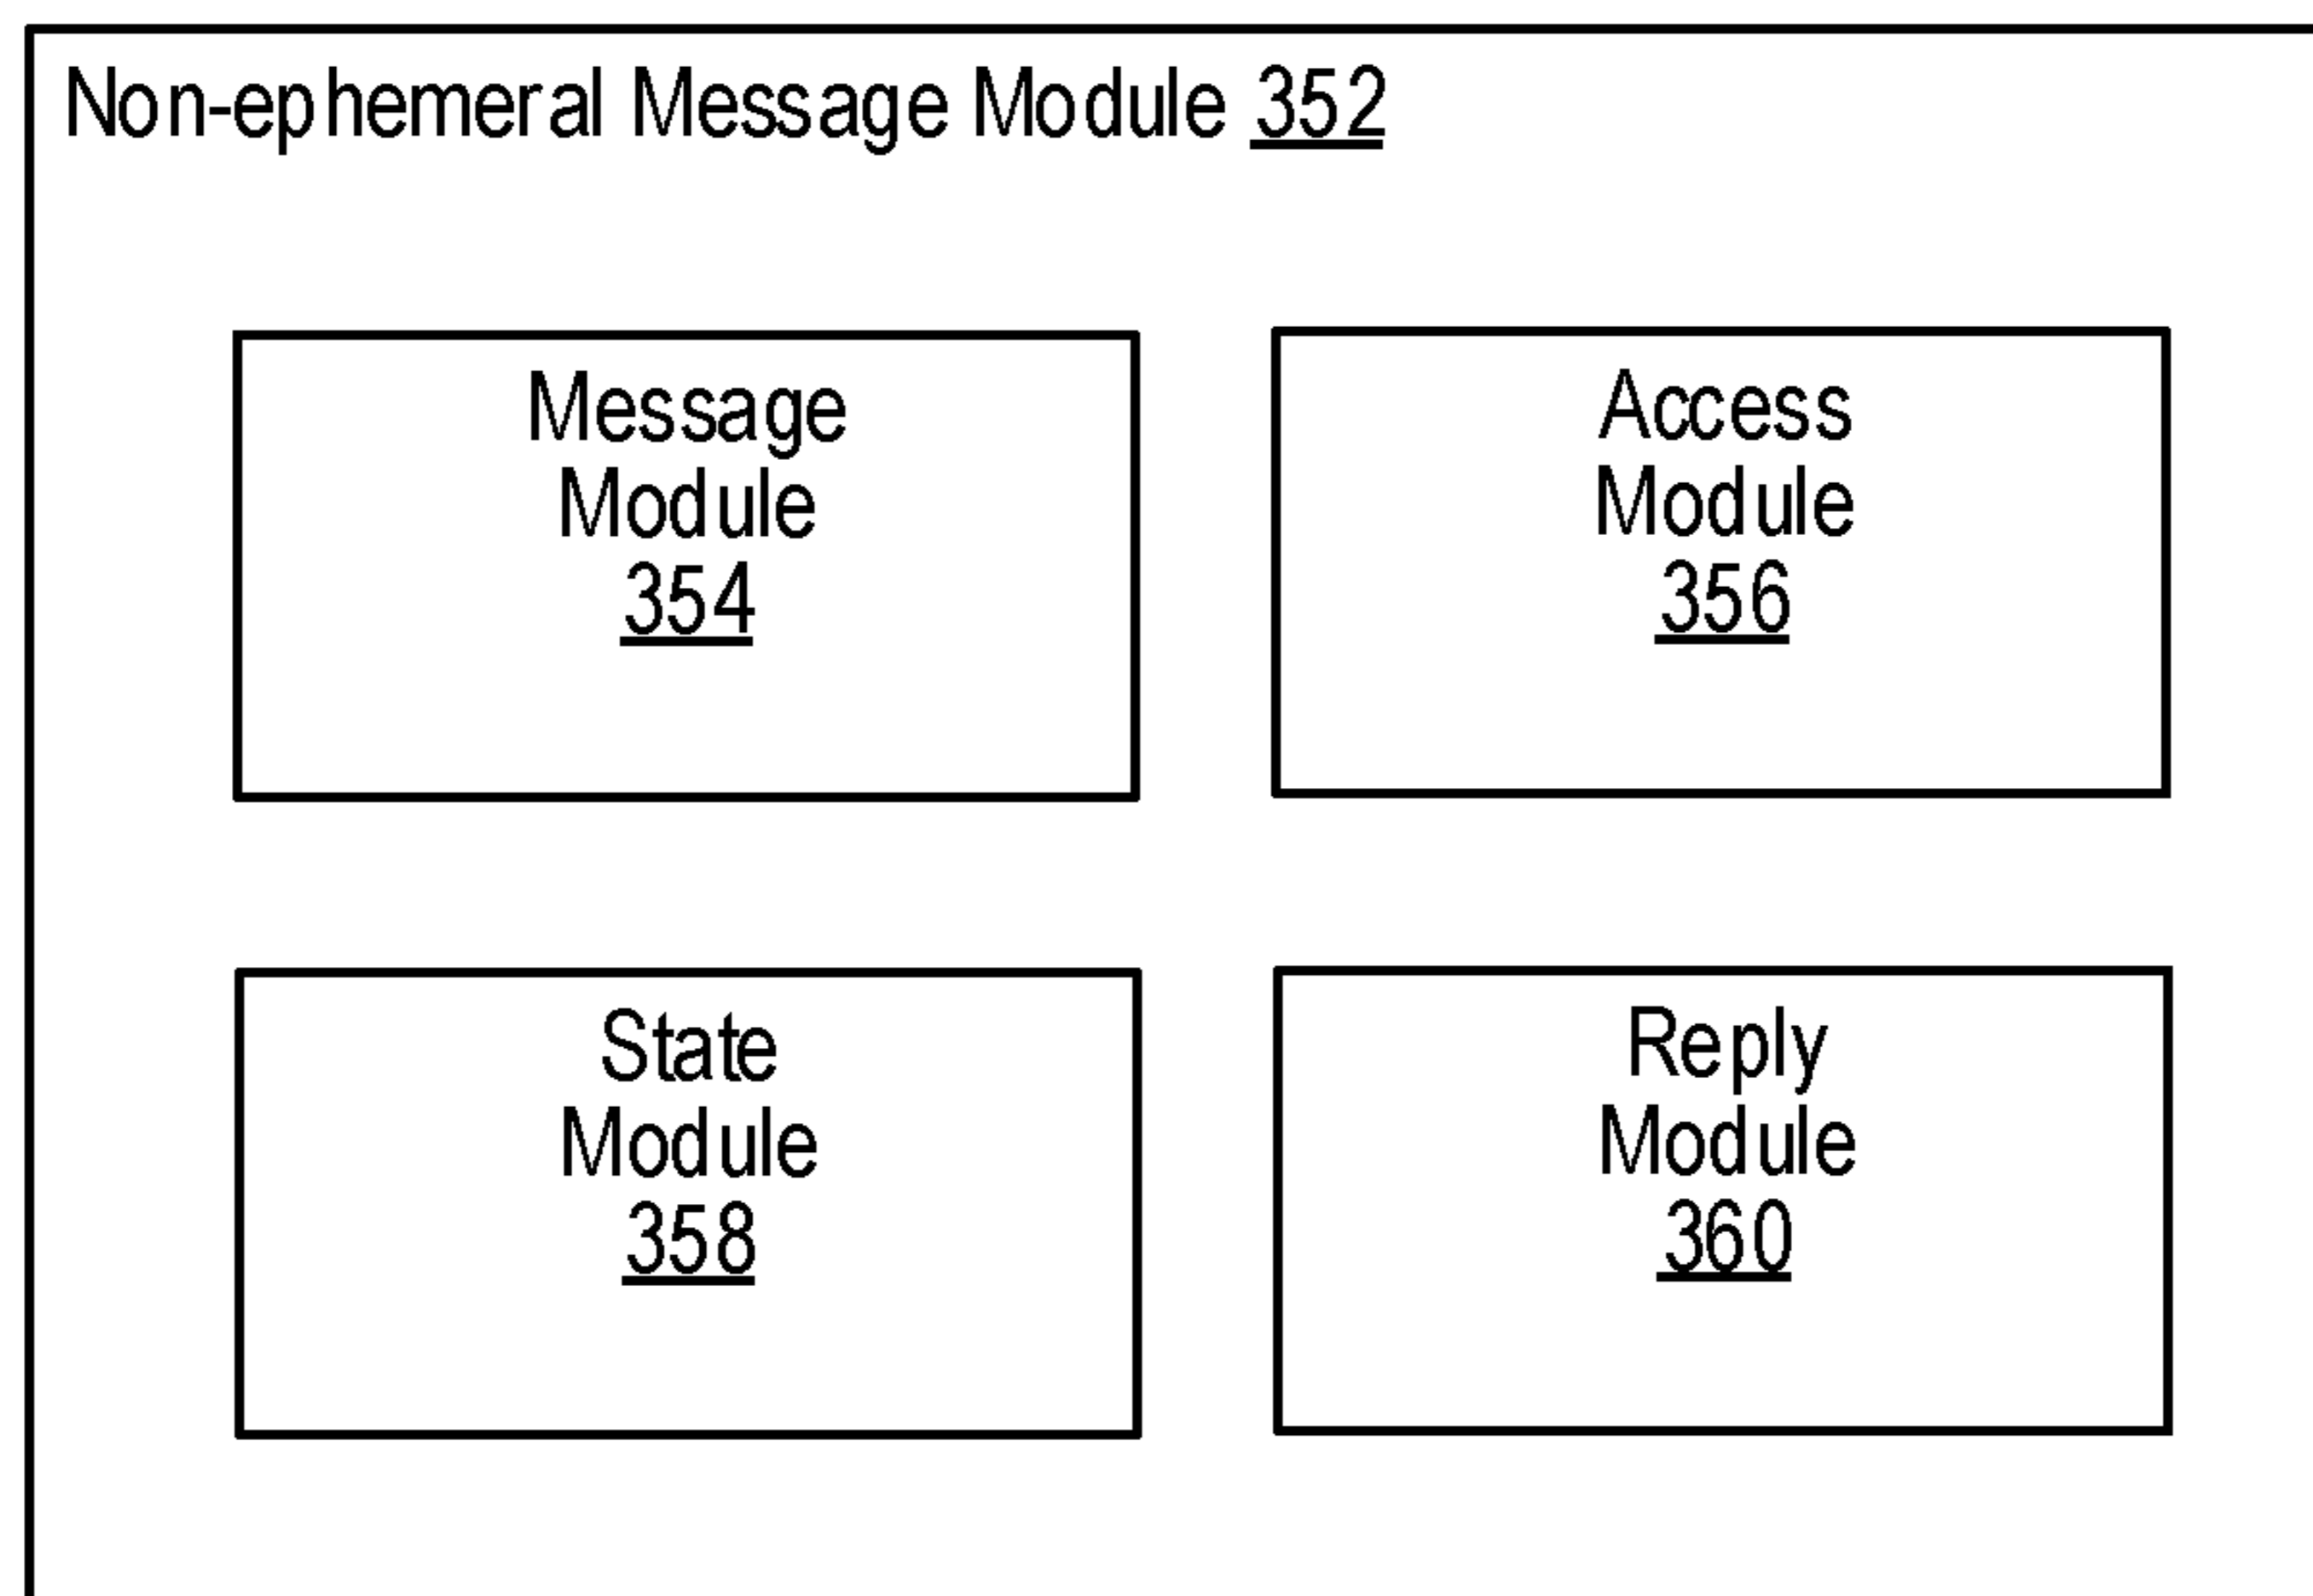 Non-ephemeral Message Module 352
Message
Module
354
Access
Module
356
State
Module
358
Reply
Module
360